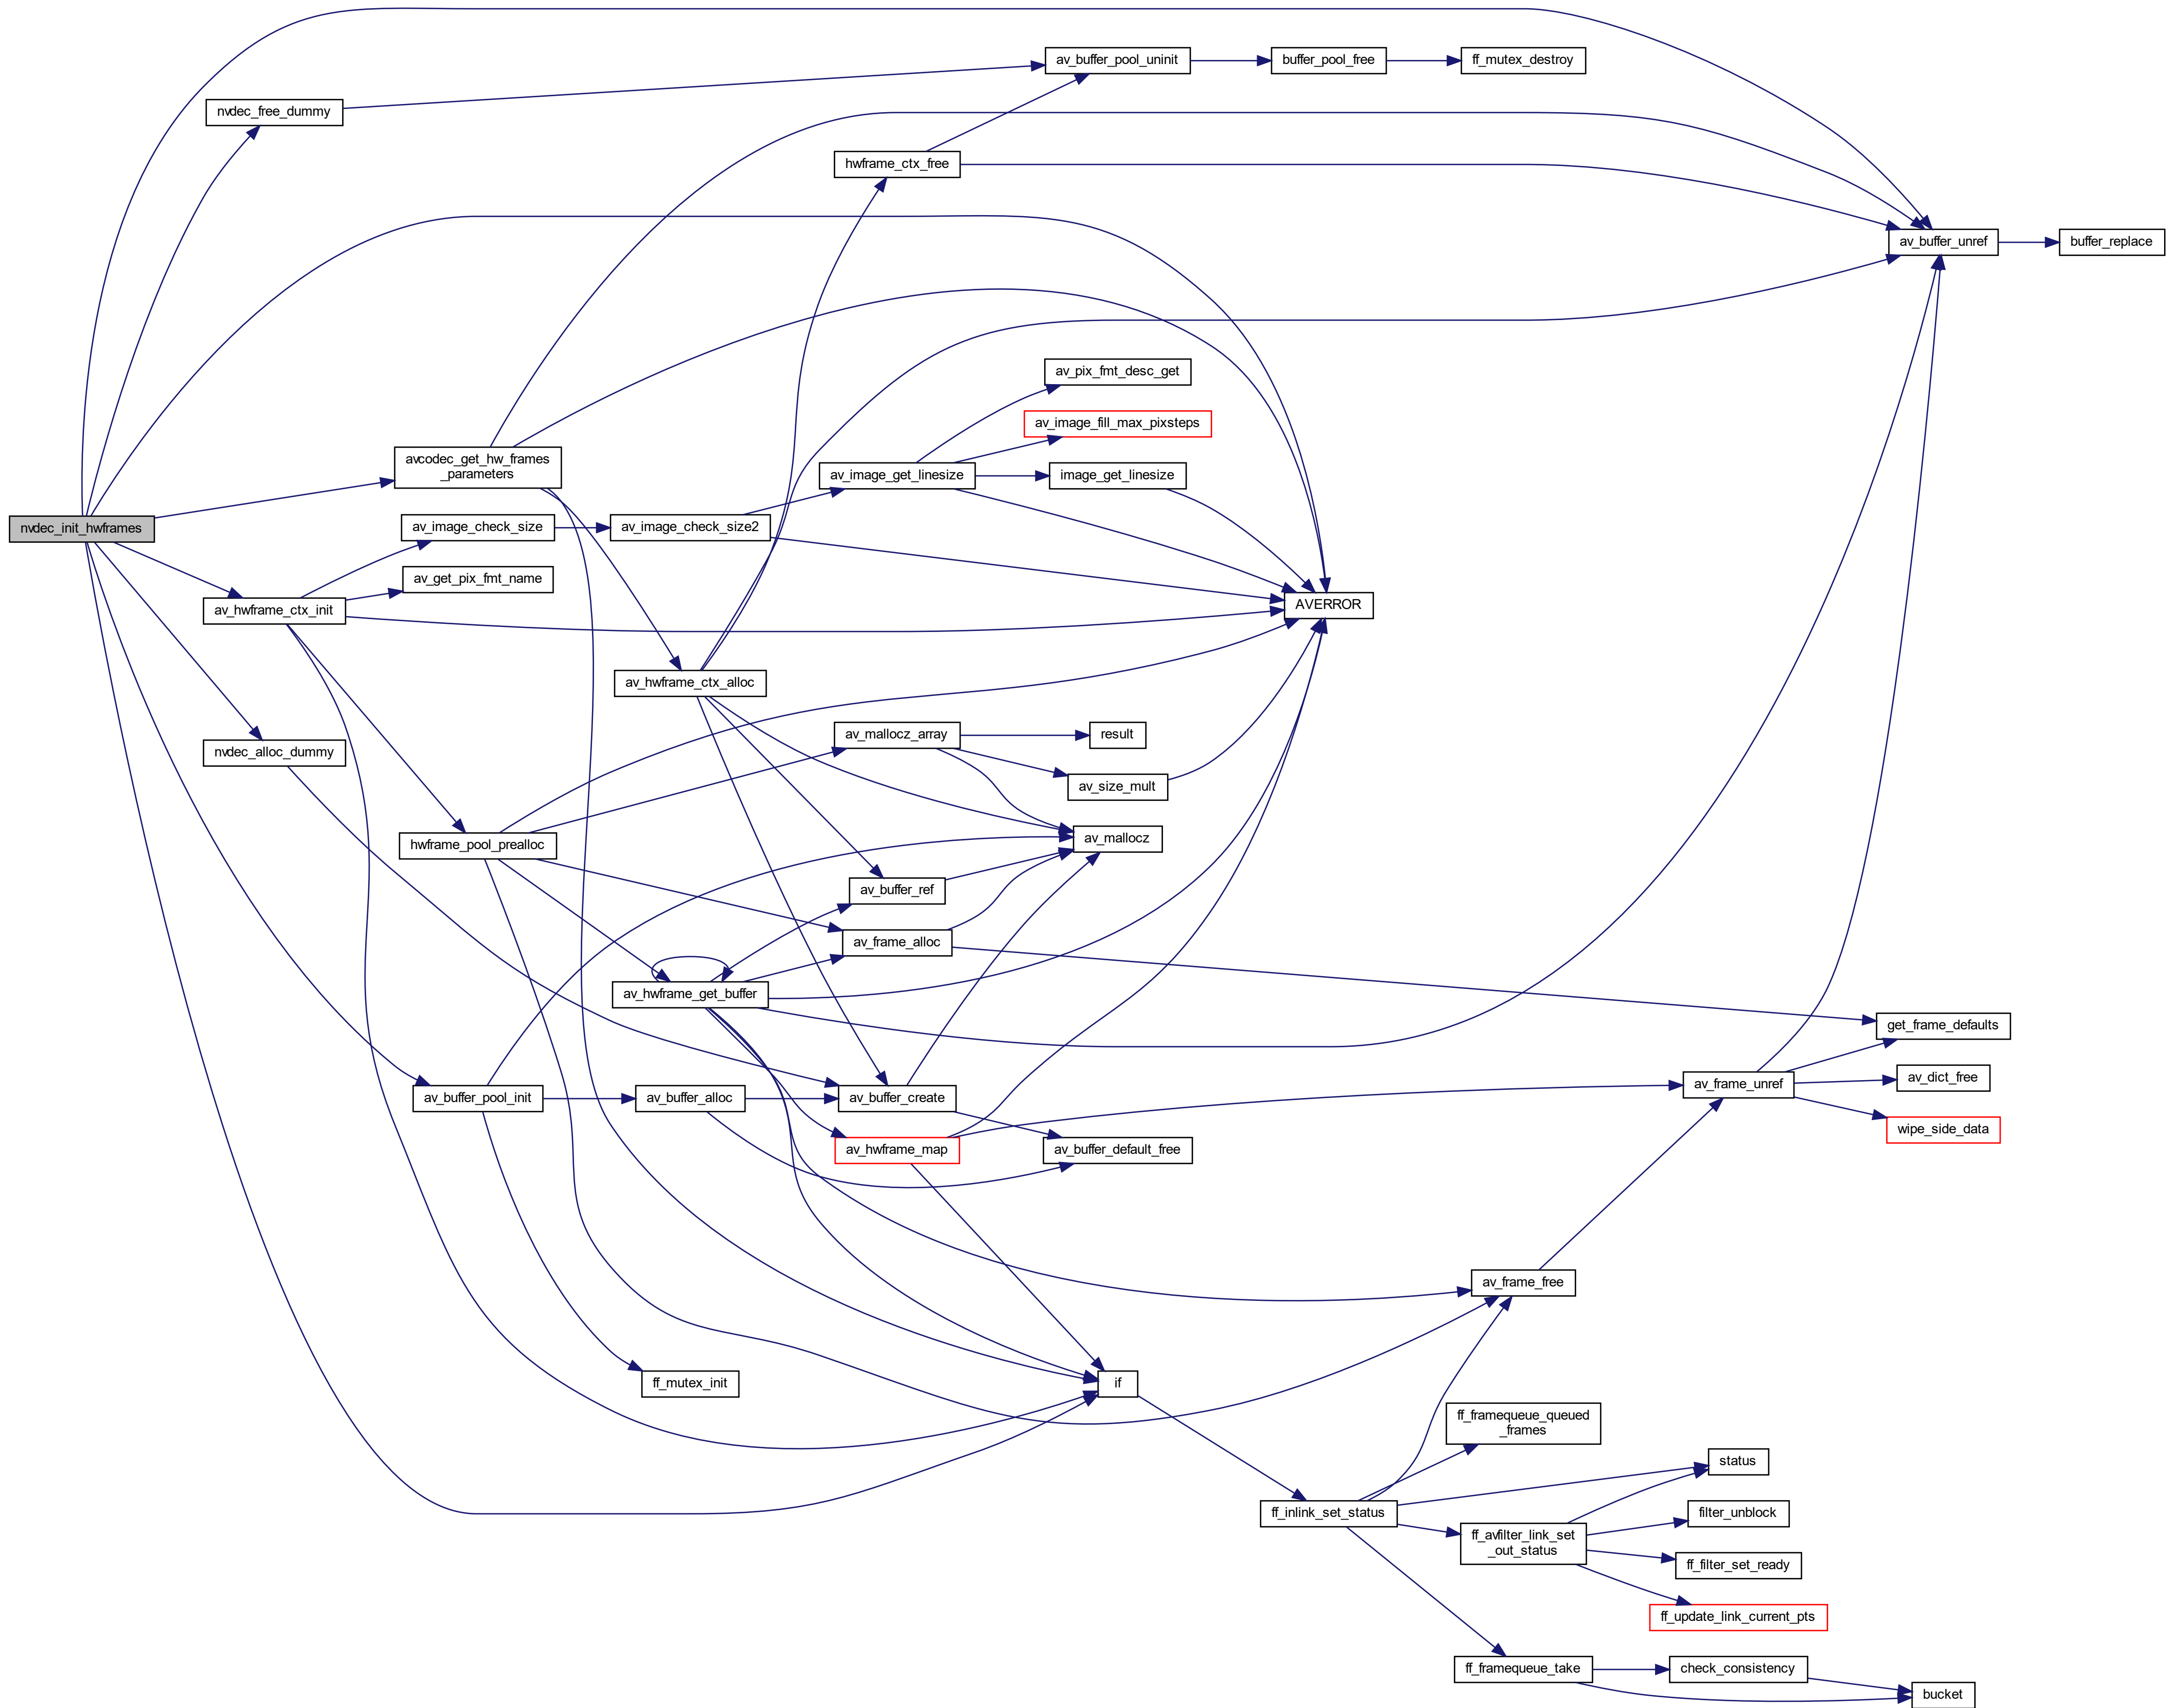 av_buffer_pool_uninit
buffer_pool_free
ff_mutex_destroy
nvdec_free_dummy
hwframe_ctx_free
av_buffer_unref
buffer_replace
av_pix_fmt_desc_get
av_image_fill_max_pixsteps
avcodec_get_hw_frames
_parameters
av_image_get_linesize
image_get_linesize
nvdec_init_hwframes
av_image_check_size
av_image_check_size2
av_get_pix_fmt_name
av_hwframe_ctx_init
AVERROR
av_hwframe_ctx_alloc
nvdec_alloc_dummy
av_mallocz_array
result
av_size_mult
hwframe_pool_prealloc
av_mallocz
av_buffer_ref
av_frame_alloc
av_hwframe_get_buffer
get_frame_defaults
av_buffer_pool_init
av_buffer_alloc
av_buffer_create
av_frame_unref
av_dict_free
av_hwframe_map
av_buffer_default_free
wipe_side_data
av_frame_free
ff_mutex_init
if
ff_framequeue_queued
_frames
status
ff_inlink_set_status
ff_avfilter_link_set
_out_status
filter_unblock
ff_filter_set_ready
ff_update_link_current_pts
ff_framequeue_take
check_consistency
bucket